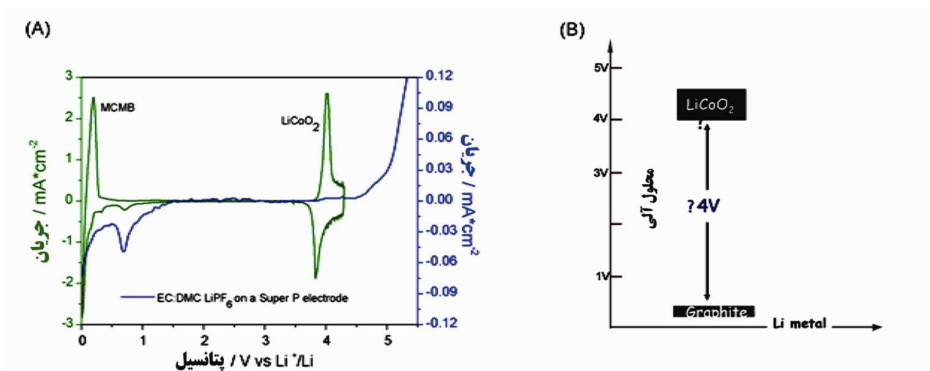 (A)
3
2
1
0
-1
-2
-3
جریان / mA*cm-2
MCMB
LiCoO2
EC:DMC LiPF6 on a Super P electrode
0 1 2 3 4 5
پتانسیل / V vs Li+/Li
0.12
0.09
0.06
0.03
0.00
-0.03
-0.06
-0.09
-0.12
جریان / mA*cm-2
(B)
5V
4V
3V
1V
محلول آلی
LiCoO2
?
?4V
Graphite
Li metal